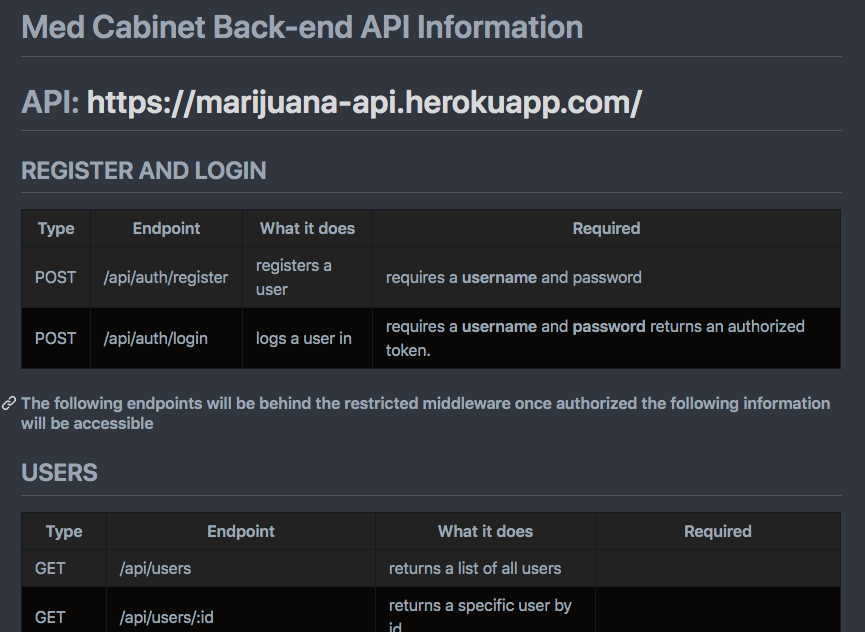 Med Cabinet Back-end API Information
API: https://marijuana-api.herokuapp.com/
REGISTER AND LOGIN
Type Endpoint What it does Required
POST /api/auth/register registers a user requires a username and password
POST /api/auth/login logs a user in requires a username and password returns an authorized token.
The following endpoints will be behind the restricted middleware once authorized the following information
will be accessible
USERS
Type Endpoint What it does Required
GET /api/users returns a list of all users
GET /api/users/:id returns a specific user by id